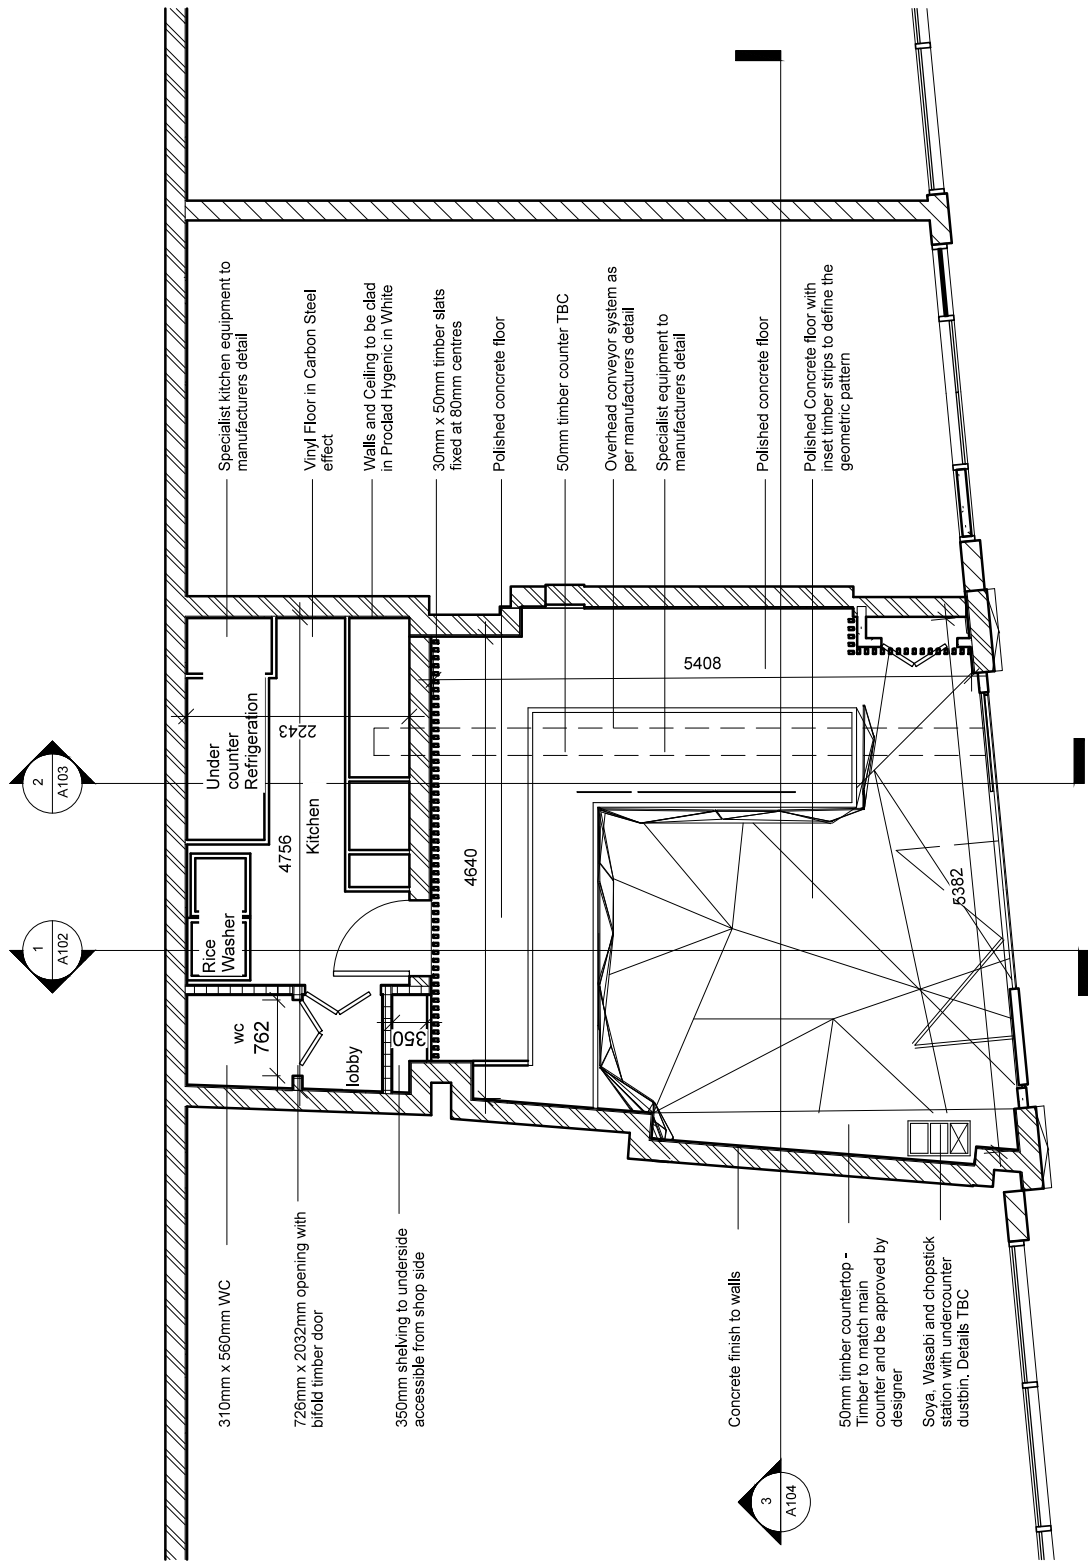 Specialist kitchen equipment to
manufacturers detail
Vinyl Floor in Carbon Steel
effect
Walls and Ceiling to be clad
in Proclad Hygenic in White
30mm x 50mm timber slats
fixed at 80mm centres
Polished concrete floor
50mm timber counter TBC
Overhead conveyor system as
per manufacturers detail
Specialist equipment to
manufacturers detail
Polished concrete floor
Polished Concrete floor with
inset timber strips to define the
geometric pattern
Under
counter
Refrigeration
2243
4756
Kitchen
Rice
Washer
wc
762
lobby
350
4640
5408
5382
2
A103
1
A102
3
A104
310mm x 560mm WC
726mm x 2032mm opening with
bifold timber door
350mm shelving to underside
accessible from shop side
Concrete finish to walls
50mm timber countertop -
Timber to match main
counter and be approved by
designer
Soya, Wasabi and chopstick
station with undercounter
dustbin. Details TBC